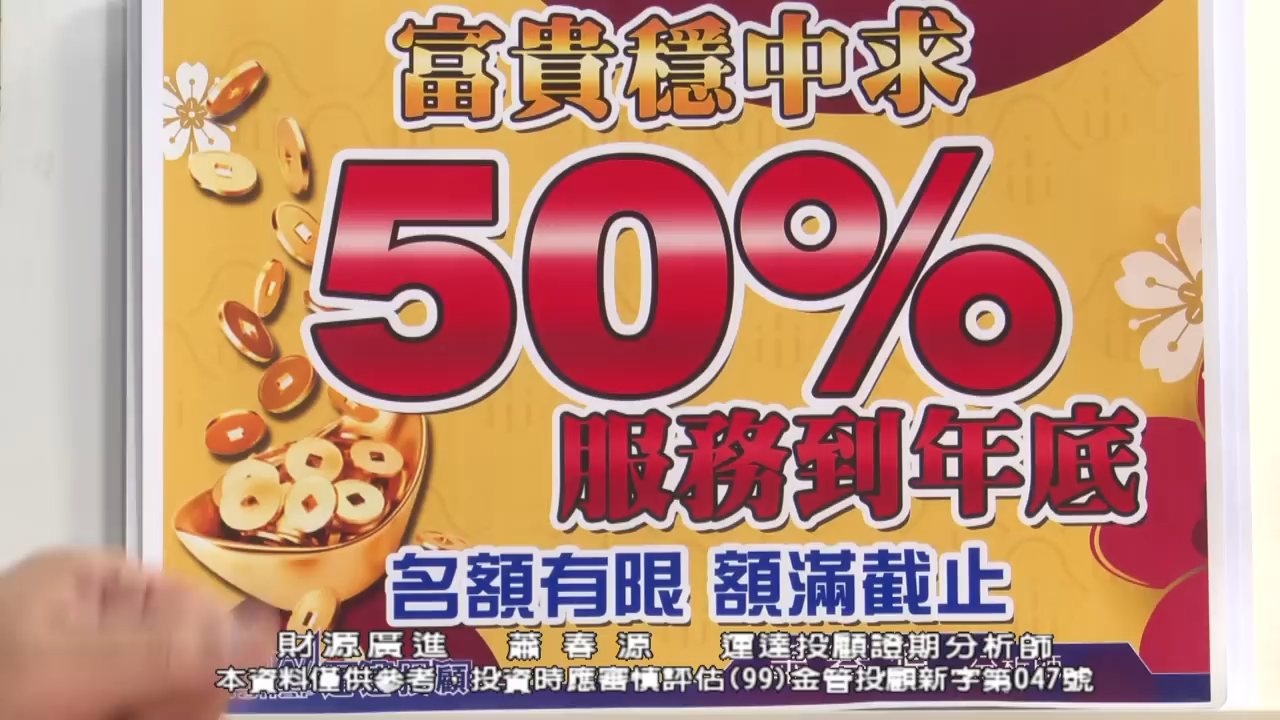 富貴穩中求
50%
服務到年底
名額有限 額滿截止
財源廣進 蕭春源 運達投顧證期分析師
本資料僅供參考 投資時應審慎評估(99)金管投顧新字第047號